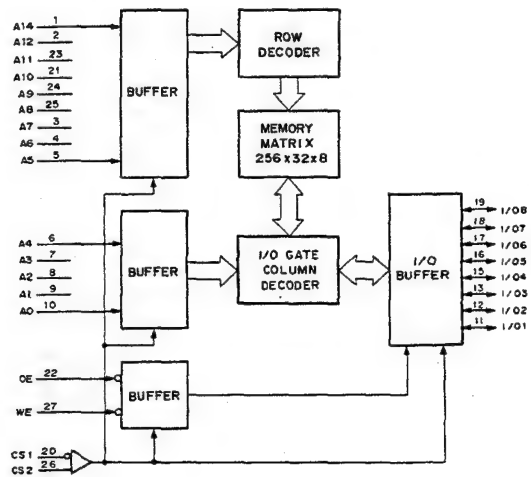 A14 1
A12 2
A11 23
A10 21
A9 24
A8 25
A7 3
A6 4
A5 5
BUFFER
ROW
DECODER
MEMORY
MATRIX
256x32x8
A4 6
A3 7
A2 8
A1 9
A0 10
BUFFER
I/O GATE
COLUMN
DECODER
I/O
BUFFER
19 I/O8
18 I/O7
17 I/O6
16 I/O5
15 I/O4
13 I/O3
12 I/O2
11 I/O1
OE 22
WE 27
BUFFER
CS1 20
CS2 26